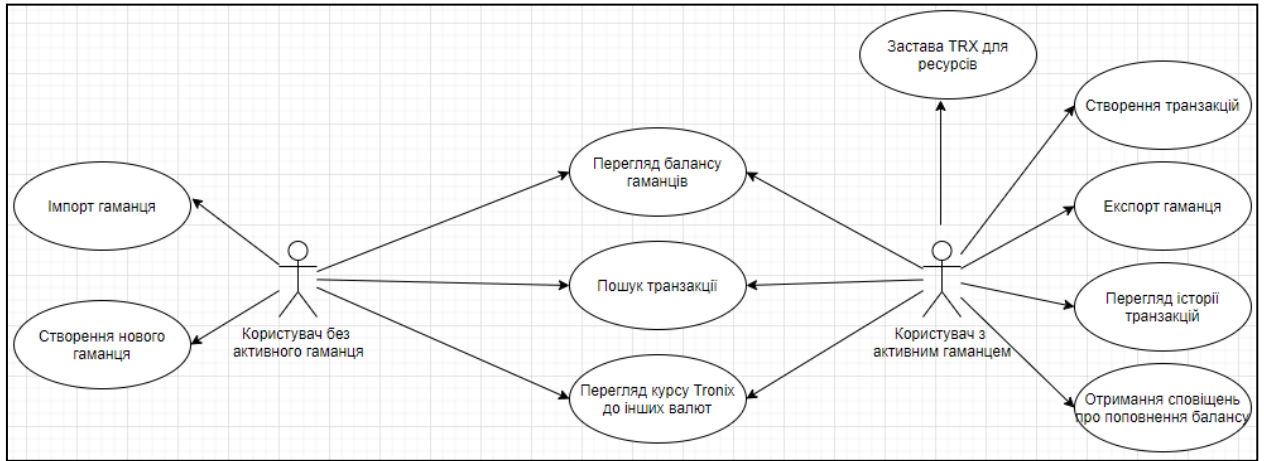 Застава TRX для
ресурсів
Створення транзакцій
Перегляд балансу
гаманців
Імпорт гаманця
Експорт гаманця
Пошук транзакції
Перегляд історії
транзакцій
Користувач без
активного гаманця
Користувач з
активним гаманцем
Створення нового
гаманця
Перегляд курсу Tronix
до інших валют
Отримання сповіщень
про поповнення балансу